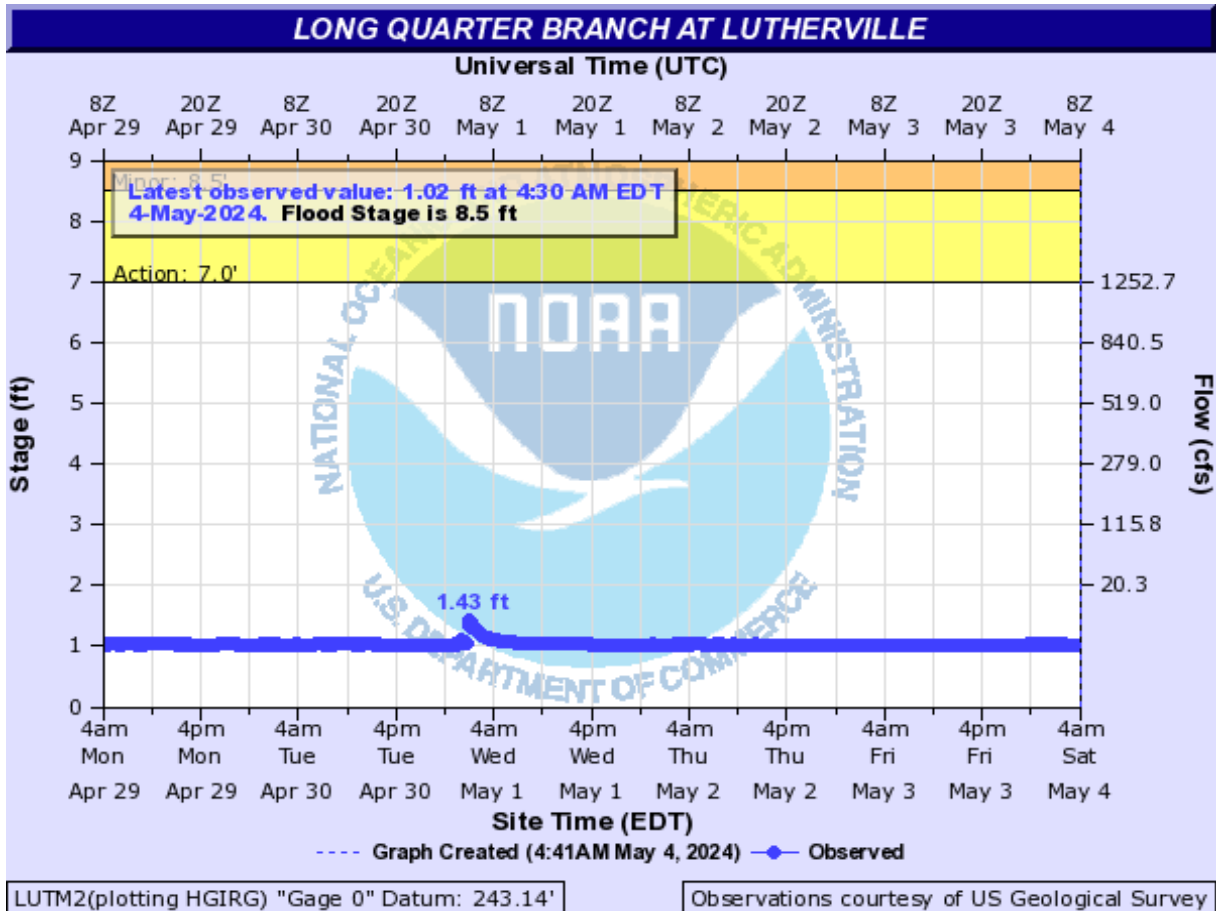 LONG QUARTER BRANCH AT LUTHERVILLE
Universal Time (UTC)
8Z 20Z 8Z 20Z 8Z 20Z 8Z 20Z 8Z 20Z 8Z
Apr 29 Apr 29 Apr 30 Apr 30 May 1 May 1 May 2 May 2 May 3 May 3 May 4
Minor: 8.5'
Latest observed value: 1.02 ft at 4:30 AM EDT
4-May-2024. Flood Stage is 8.5 ft
Action: 7.0'
Stage (ft)
9
8
7
6
5
4
3
2
1
0
1252.7
840.5
519.0
279.0
115.8
20.3
Flow (cfs)
NATIONAL OCEANIC AND ATMOSPHERIC ADMINISTRATION
NOAA
U.S. DEPARTMENT OF COMMERCE
1.43 ft
4am 4pm 4am 4pm 4am 4pm 4am 4pm 4am 4pm 4am
Mon Mon Tue Tue Wed Wed Thu Thu Fri Fri Sat
Apr 29 Apr 29 Apr 30 Apr 30 May 1 May 1 May 2 May 2 May 3 May 3 May 4
Site Time (EDT)
Graph Created (4:41AM May 4, 2024) Observed
LUTM2(plotting HGIRG) "Gage 0" Datum: 243.14'
Observations courtesy of US Geological Survey